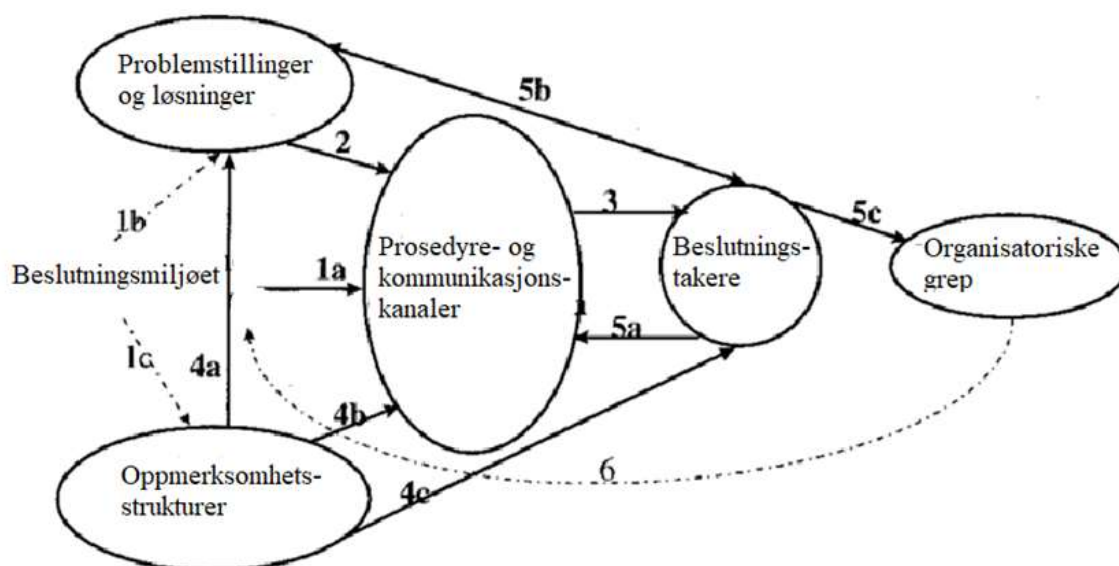 Problemstillinger
og løsninger
5b
2
1b
3
5c
Beslutningsmiljøet
1a
Prosedyre- og
kommunikasjons-
kanaler
Beslutnings-
takere
Organisatoriske
grep
1c
4a
5a
4b
6
4c
Oppmerksomhets-
strukturer